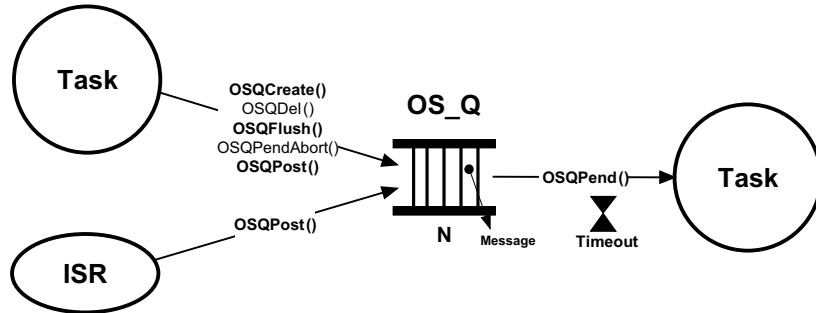 Task
OSQCreate()
OSQDel()
OSQFlush()
OSQPendAbort()
OSQPost()
OS_Q
OSQPend()
Task
OSQPost()
N
Message
Timeout
ISR